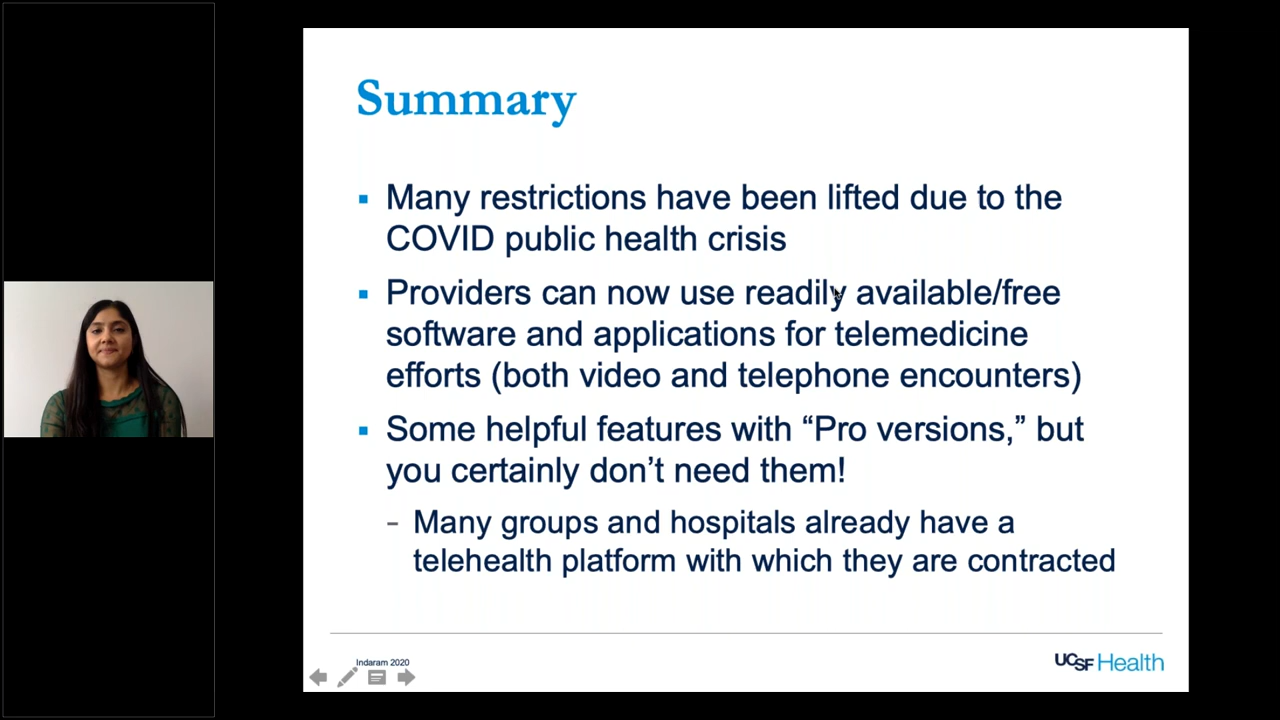 Summary
Many restrictions have been lifted due to the
COVID public health crisis
Providers can now use readily available/free
software and applications for telemedicine
efforts (both video and telephone encounters)
Some helpful features with “Pro versions,” but
you certainly don’t need them!
– Many groups and hospitals already have a
telehealth platform with which they are contracted
Indaram 2020
UCSF Health